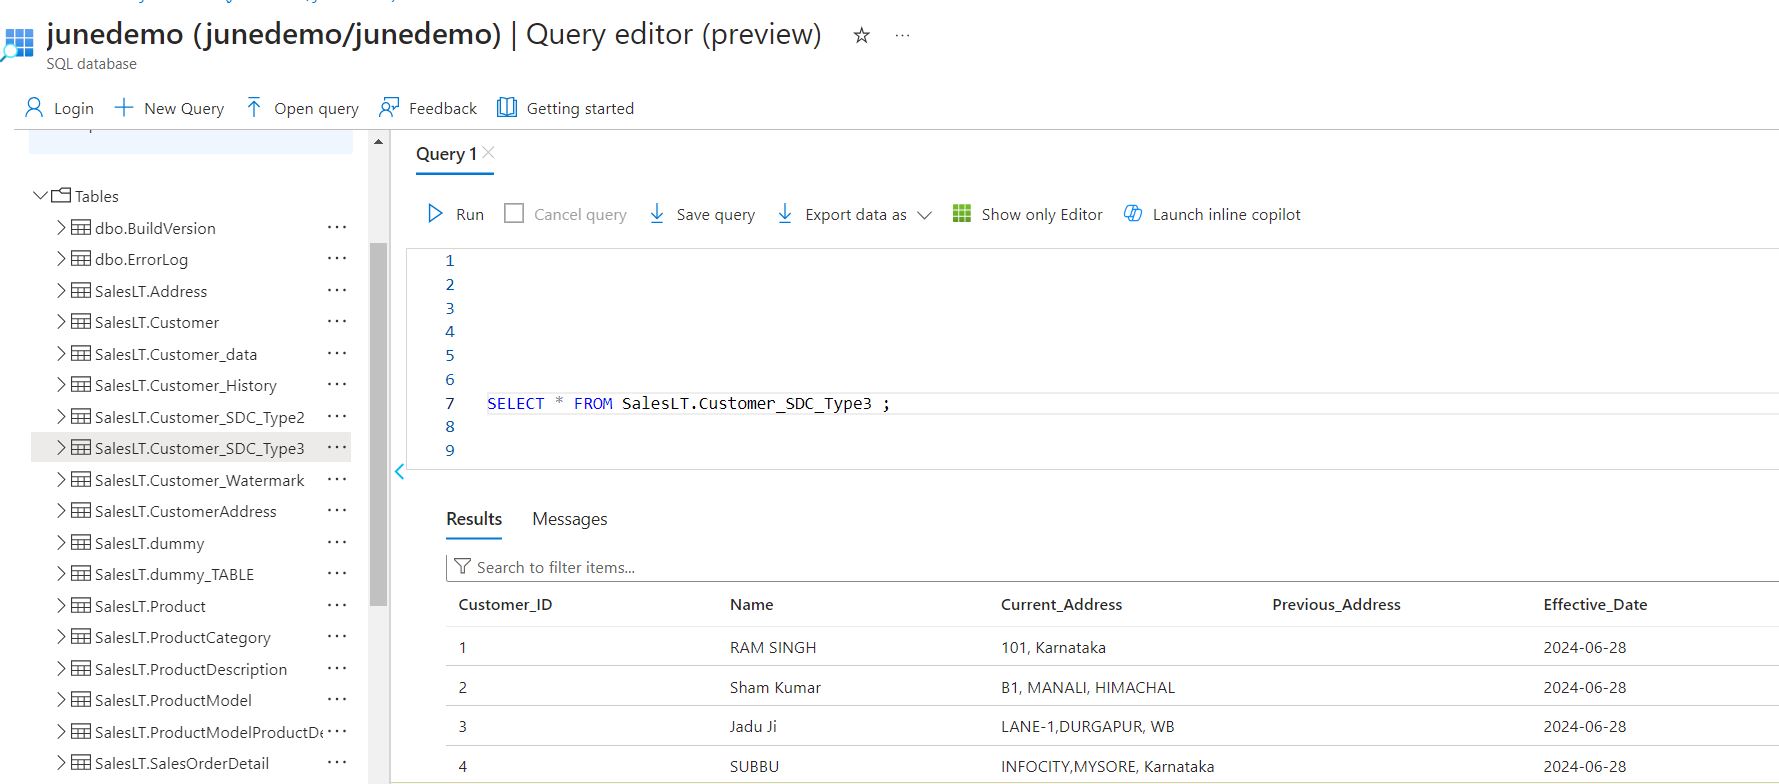 junedemo (junedemo/junedemo) | Query editor (preview) ☆ ...
SQL database
Login New Query Open query Feedback Getting started
Tables
dbo.BuildVersion ...
dbo.ErrorLog ...
SalesLT.Address ...
SalesLT.Customer ...
SalesLT.Customer_data ...
SalesLT.Customer_History ...
SalesLT.Customer_SDC_Type2 ...
SalesLT.Customer_SDC_Type3 ...
SalesLT.Customer_Watermark ...
SalesLT.CustomerAddress ...
SalesLT.dummy ...
SalesLT.dummy_TABLE ...
SalesLT.Product ...
SalesLT.ProductCategory ...
SalesLT.ProductDescription ...
SalesLT.ProductModel ...
SalesLT.ProductModelProductDe...
SalesLT.SalesOrderDetail ...
Query 1
Run Cancel query Save query Export data as Show only Editor Launch inline copilot
1
2
3
4
5
6
7 SELECT * FROM SalesLT.Customer_SDC_Type3 ;
8
9
Results Messages
Search to filter items...
Customer_ID Name Current_Address Previous_Address Effective_Date
1 RAM SINGH 101, Karnataka 2024-06-28
2 Sham Kumar B1, MANALI, HIMACHAL 2024-06-28
3 Jadu Ji LANE-1,DURGAPUR, WB 2024-06-28
4 SUBBU INFOCITY,MYSORE, Karnataka 2024-06-28